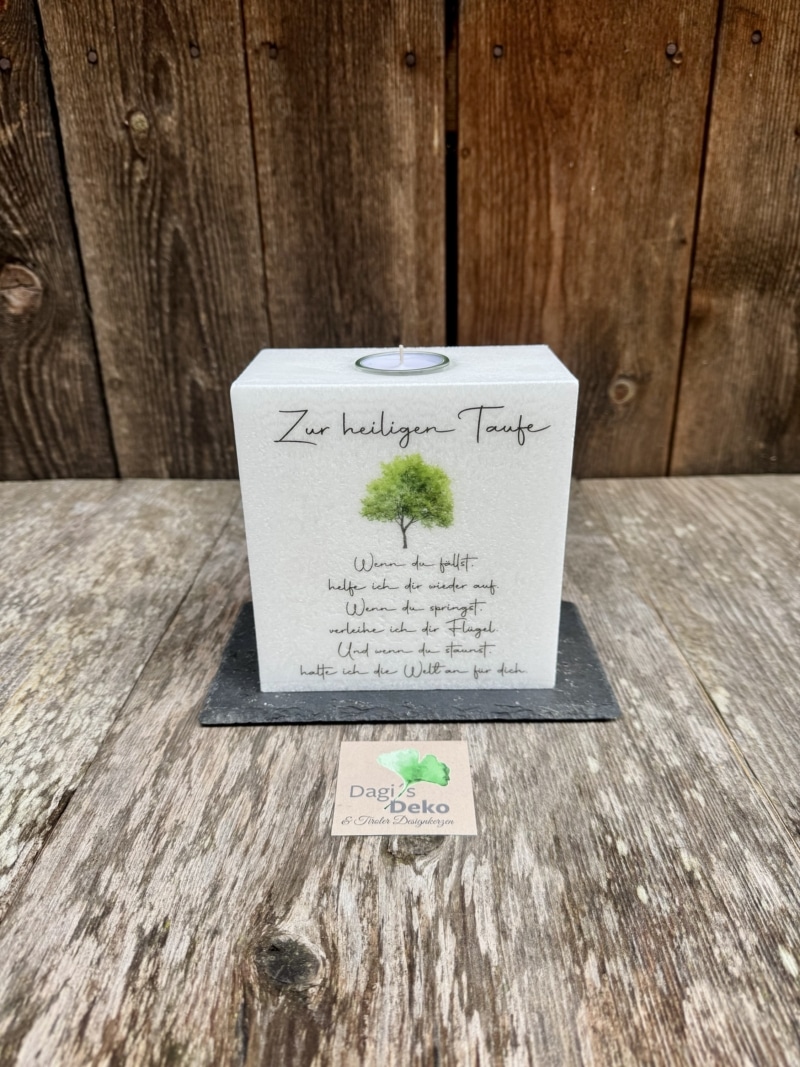 Zur heiligen Taufe
Wenn du fällst,
helfe ich dir wieder auf.
Wenn du springst,
verleihe ich dir Flügel.
Und wenn du staunst,
halte ich die Welt an für dich.
Dagi's
Deko
& Tiroler Designkerzen